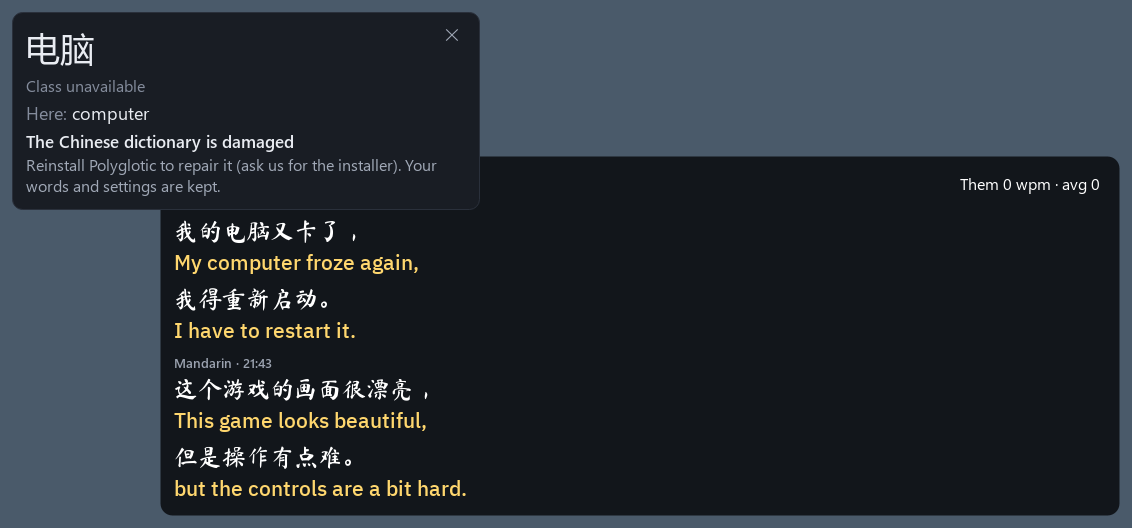 电脑
Class unavailable
Here: computer
The Chinese dictionary is damaged
Reinstall Polyglotic to repair it (ask us for the installer). Your
words and settings are kept.
Them 0 wpm · avg 0
我的电脑又卡了，
My computer froze again,
我得重新启动。
I have to restart it.
Mandarin · 21:43
这个游戏的画面很漂亮，
This game looks beautiful,
但是操作有点难。
but the controls are a bit hard.